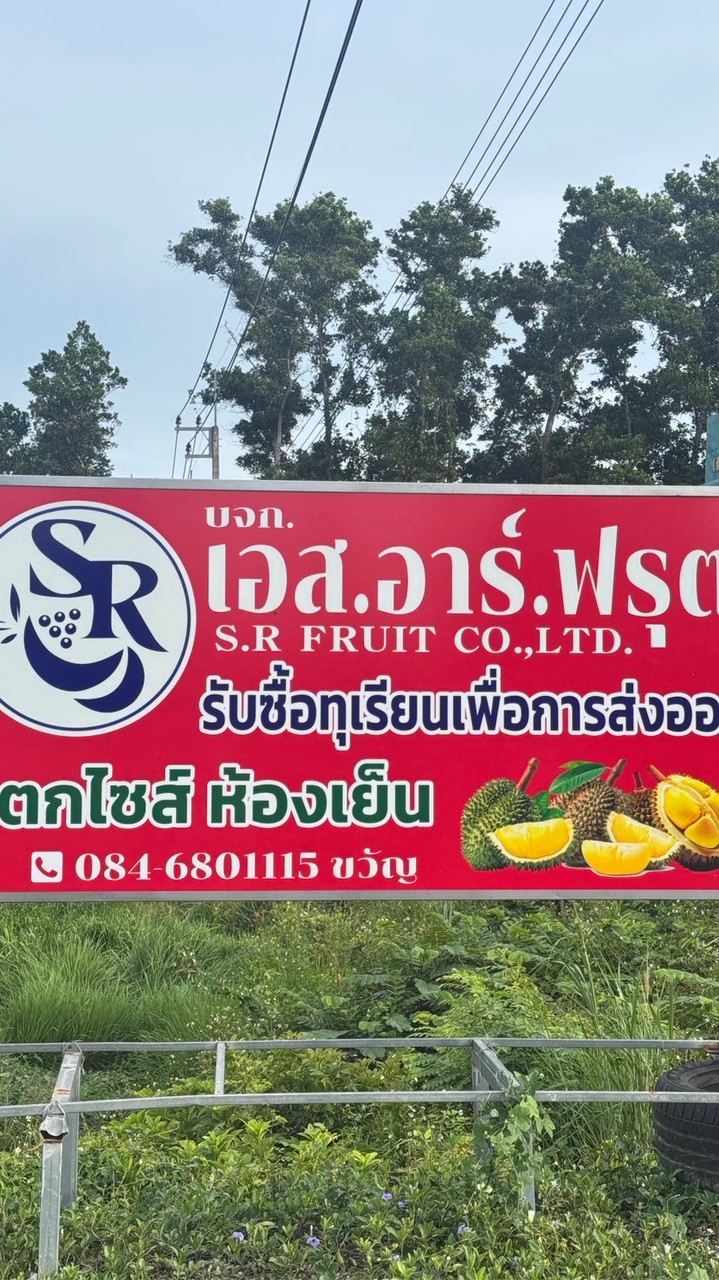 SR
บจก.
เอส.อาร์.ฟรุต
S.R FRUIT CO.,LTD.
รับซื้อทุเรียนเพื่อการส่งออ
ตกไซส์ ห้องเย็น
084-6801115 ขวัญ